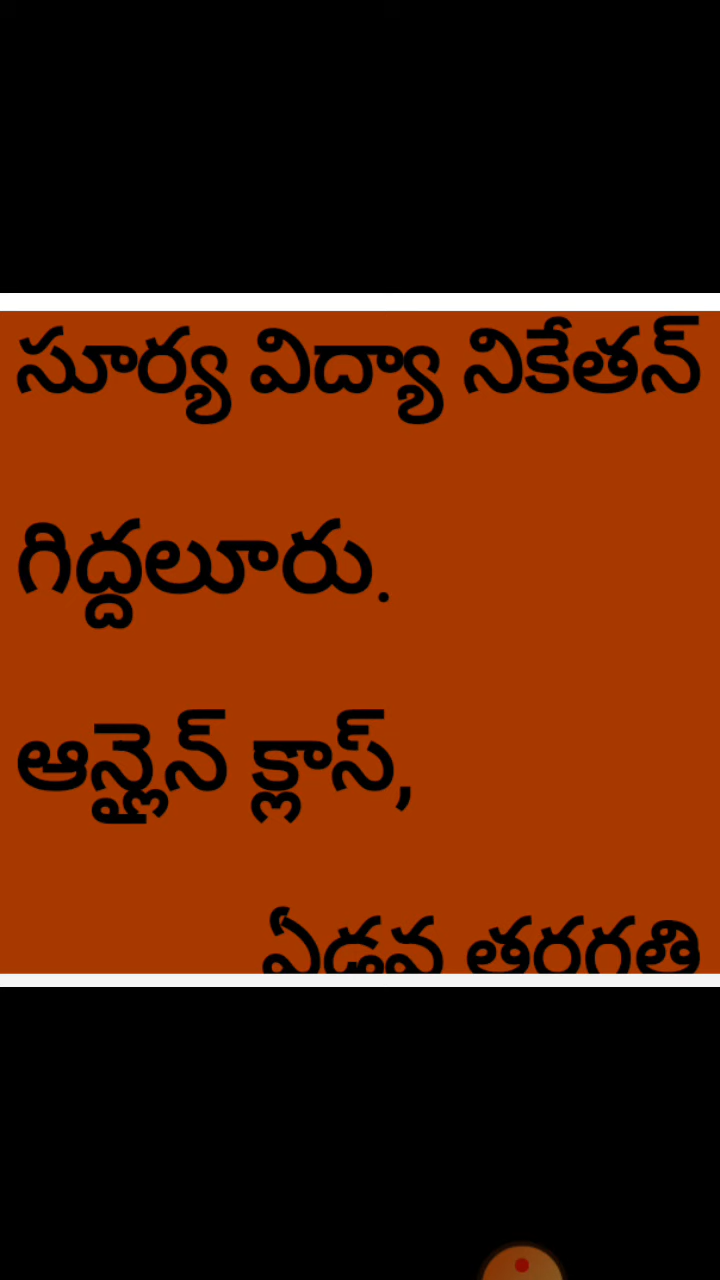 సూర్య విద్యా నికేతన్
గిద్దలూరు.
ఆన్లైన్ క్లాస్,
ఏడవ తరగతి